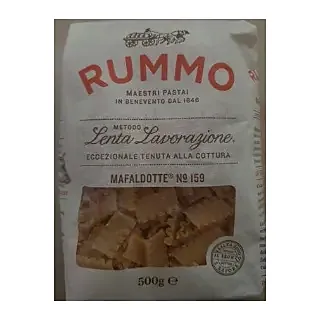 RUMMO
MAESTRI PASTAI
IN BENEVENTO DAL 1846
METODO
Lenta Lavorazione®
ECCEZIONALE TENUTA ALLA COTTURA
MAFALDOTTE® No 159
500g e